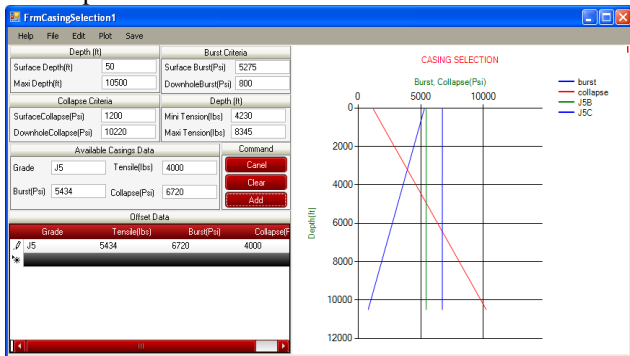 FrmCasingSelection1
Help File Edit Plot Save
Depth (ft)
Surface Depth(ft) 50
Maxi Depth(ft) 10500
Burst Criteria
Surface Burst(Psi) 5275
DownholeBurst(Psi) 800
Collapse Criteria
SurfaceCollapse(Psi) 1200
DownholeCollapse(Psi) 10220
Depth (ft)
Mini Tension(lbs) 4230
Maxi Tension(lbs) 8345
Available Casings Data
Grade J5 Tensile(lbs) 4000
Burst(Psi) 5434 Collapse(Psi) 6720
Command
Canel
Clear
Add
Offset Data
Grade Tensile(lbs) Burst(Psi) Collapse(F
J5 5434 6720 4000
CASING SELECTION
Burst, Collapse(Psi)
0 5000 10000
Depth(ft)
0
2000
4000
6000
8000
10000
12000
burst
collapse
J5B
J5C